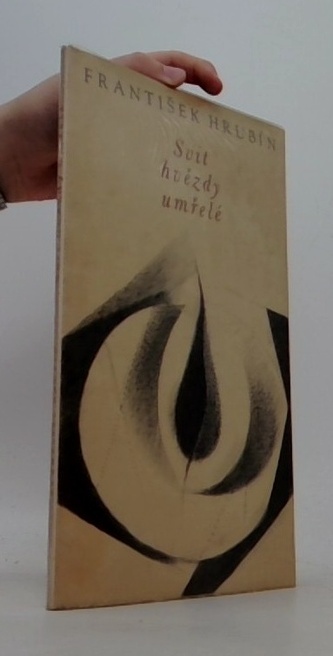 FRANTIŠEK HRUBÍN
Svit
hvězdy
umřelé